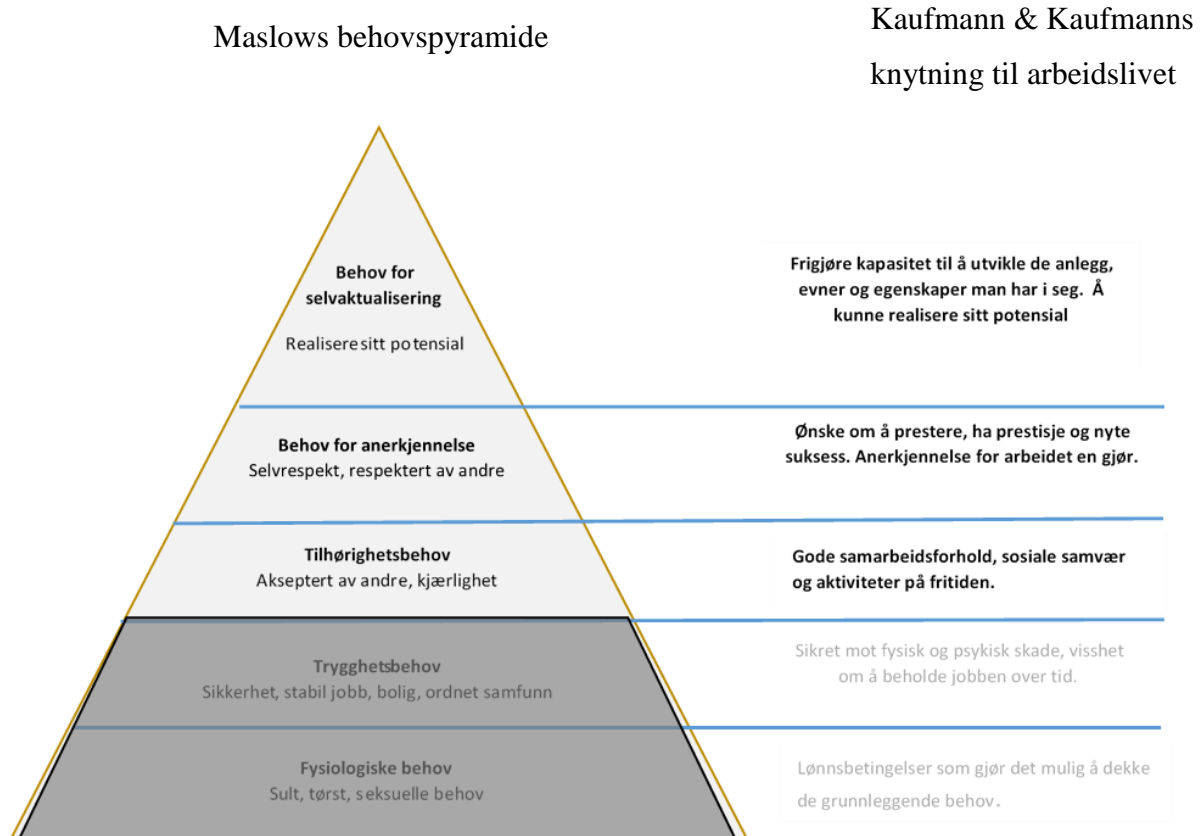 Maslows behovspyramide
Kaufmann & Kaufmanns
knytning til arbeidslivet
Behov for
selvaktualisering
Realisere sitt potensial
Frigjøre kapasitet til å utvikle de anlegg,
evner og egenskaper man har i seg. Å
kunne realisere sitt potensial
Behov for anerkjennelse
Selvrespekt, respektert av andre
Ønske om å prestere, ha prestisje og nyte
suksess. Anerkjennelse for arbeidet en gjør.
Tilhørighetsbehov
Akseptert av andre, kjærlighet
Gode samarbeidsforhold, sosiale samvær
og aktiviteter på fritiden.
Trygghetsbehov
Sikkerhet, stabil jobb, bolig, ordnet samfunn
Sikret mot fysisk og psykisk skade, visshet
om å beholde jobben over tid.
Fysiologiske behov
Sult, tørst, seksuelle behov
Lønnsbetingelser som gjør det mulig å dekke
de grunnleggende behov.